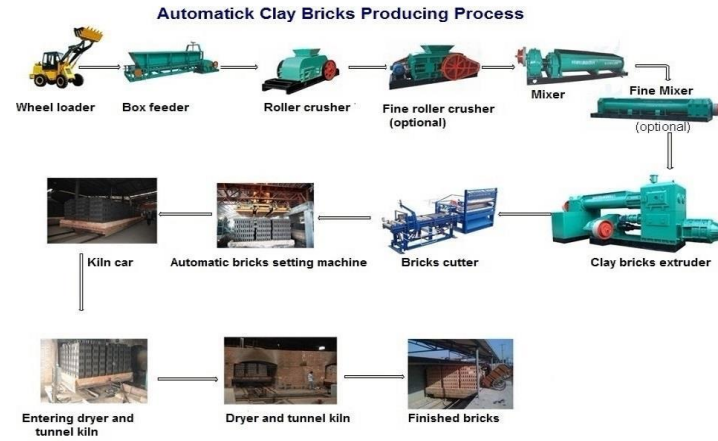 Automatick Clay Bricks Producing Process
Wheel loader
Box feeder
Roller crusher
Fine roller crusher
(optional)
Mixer
Fine Mixer
(optional)
Kiln car
Automatic bricks setting machine
Bricks cutter
Clay bricks extruder
Entering dryer and
tunnel kiln
Dryer and tunnel kiln
Finished bricks